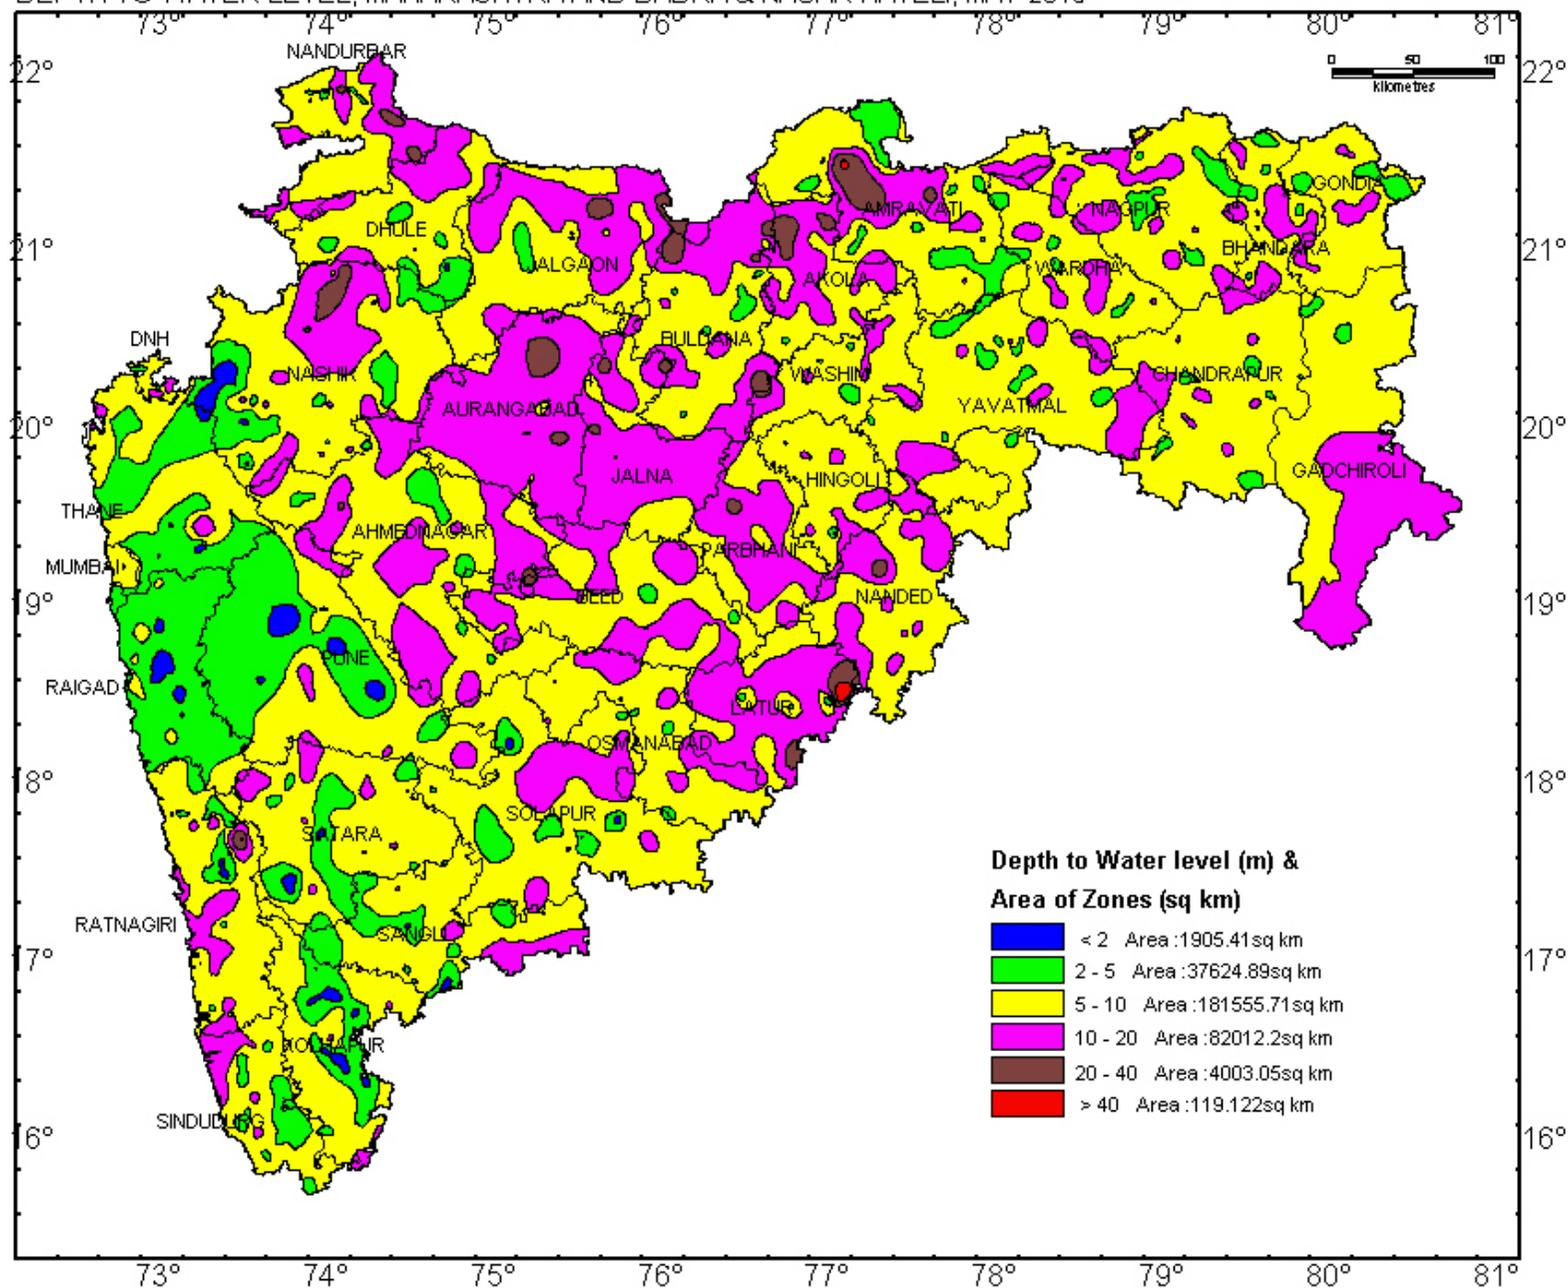 73° 74° 75° 76° 77° 78° 79° 80° 81°
NANDURBAR
0 50 100
kilometres
22° 22°
GONDIA
AMRAVATI NAGPUR
DHULE
21° BHANDARA 21°
JALGAON WARDHA
AKOLA
DNH BULDANA
NASHIK WASHIM CHANDRAPUR
AURANGABAD YAVATMAL
20° 20°
JALNA HINGOLI GADCHIROLI
THANE
AHMEDNAGAR
PARBHANI
MUMBAI
19° BEED NANDED 19°
PUNE
RAIGAD
LATUR
OSMANABAD
18° 18°
SOLAPUR
SATARA
Depth to Water level (m) &
Area of Zones (sq km)
RATNAGIRI
SANGLI
< 2 Area :1905.41sq km
17° 17°
2 - 5 Area :37624.89sq km
5 - 10 Area :181555.71sq km
10 - 20 Area :82012.2sq km
KOLHAPUR
20 - 40 Area :4003.05sq km
> 40 Area :119.122sq km
SINDUDURG
16° 16°
73° 74° 75° 76° 77° 78° 79° 80° 81°